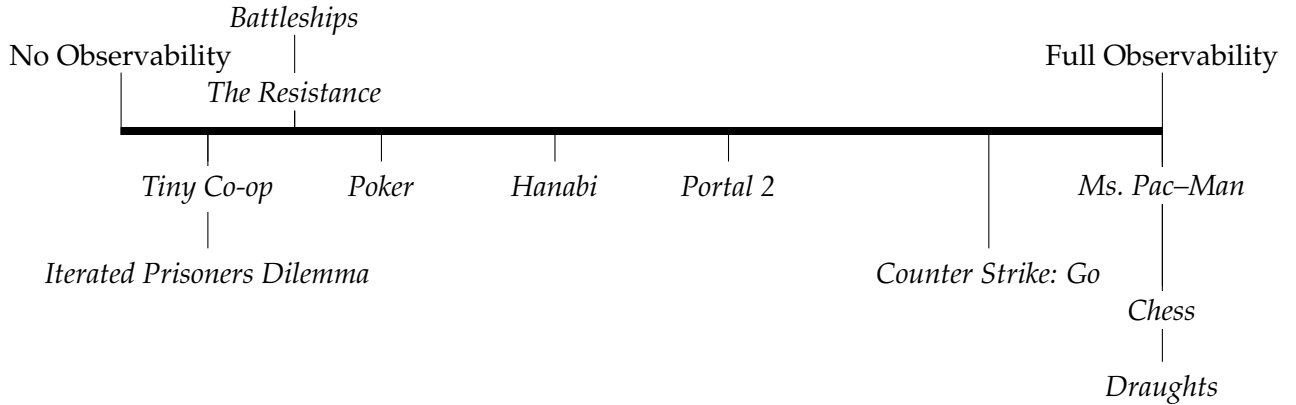 Battleships
No Observability
Full Observability
The Resistance
Tiny Co-op
Poker
Hanabi
Portal 2
Ms. Pac–Man
Iterated Prisoners Dilemma
Counter Strike: Go
Chess
Draughts